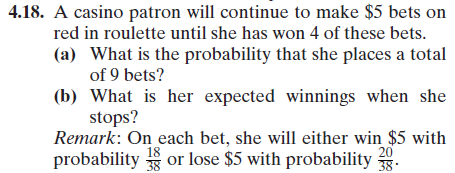 4.18. A casino patron will continue to make $5 bets on
red in roulette until she has won 4 of these bets.
(a) What is the probability that she places a total
of 9 bets?
(b) What is her expected winnings when she
stops?
Remark: On each bet, she will either win $5 with
probability 18/38 or lose $5 with probability 20/38.